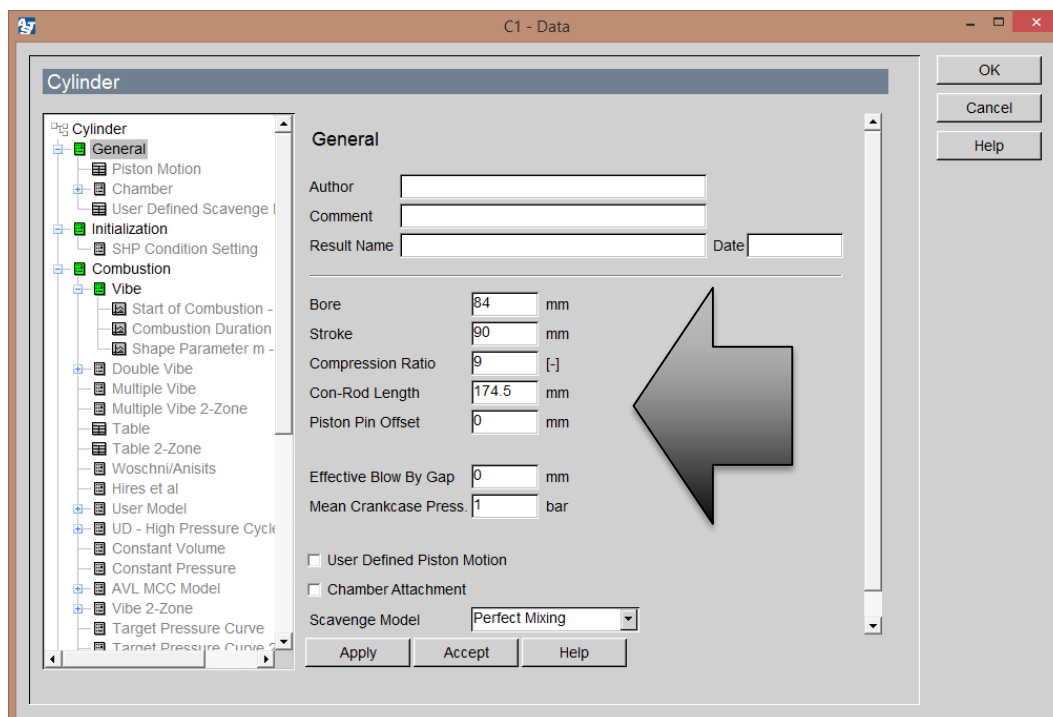 C1 - Data
Cylinder
OK
Cancel
Help
Cylinder
General
Piston Motion
Chamber
User Defined Scavenge
Initialization
SHP Condition Setting
Combustion
Vibe
Start of Combustion -
Combustion Duration
Shape Parameter m -
Double Vibe
Multiple Vibe
Multiple Vibe 2-Zone
Table
Table 2-Zone
Woschni/Anisits
Hires et al
User Model
UD - High Pressure Cycle
Constant Volume
Constant Pressure
AVL MCC Model
Vibe 2-Zone
Target Pressure Curve
Target Pressure Curve 2
General
Author
Comment
Result Name Date
Bore 84 mm
Stroke 90 mm
Compression Ratio 9 [-]
Con-Rod Length 174.5 mm
Piston Pin Offset 0 mm
Effective Blow By Gap 0 mm
Mean Crankcase Press. 1 bar
User Defined Piston Motion
Chamber Attachment
Scavenge Model Perfect Mixing
Apply Accept Help